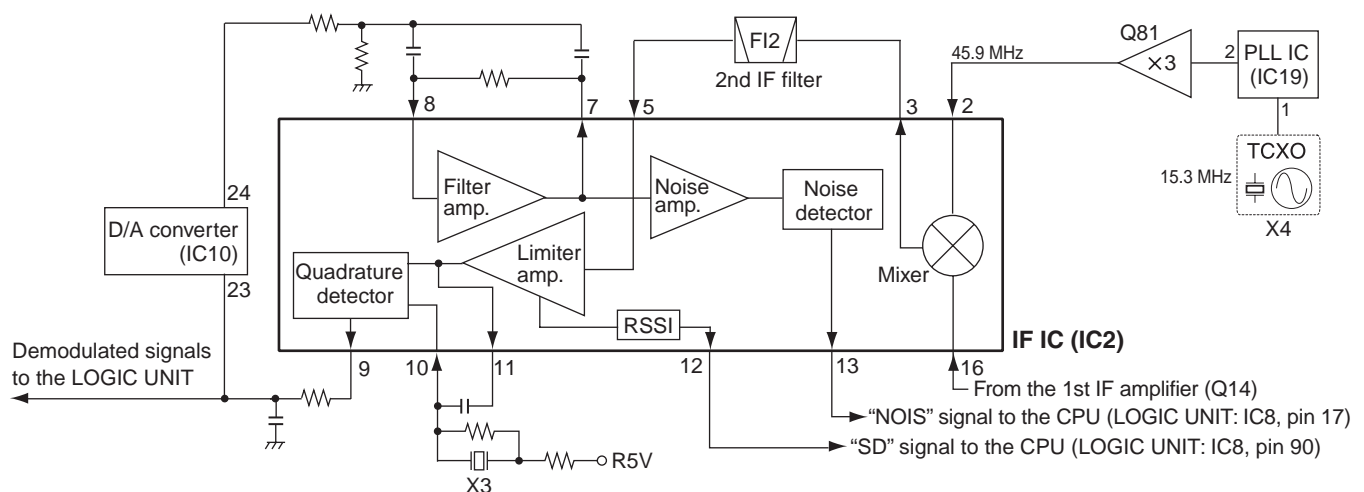 FI2
2nd IF filter
45.9 MHz
Q81
×3
2
PLL IC
(IC19)
1
TCXO
15.3 MHz
X4
8
7
5
3
2
24
D/A converter
(IC10)
23
Filter
amp.
Noise
amp.
Noise
detector
Mixer
Quadrature
detector
Limiter
amp.
RSSI
IF IC (IC2)
Demodulated signals
to the LOGIC UNIT
9
10
11
12
13
16
From the 1st IF amplifier (Q14)
“NOIS” signal to the CPU (LOGIC UNIT: IC8, pin 17)
“SD” signal to the CPU (LOGIC UNIT: IC8, pin 90)
R5V
X3